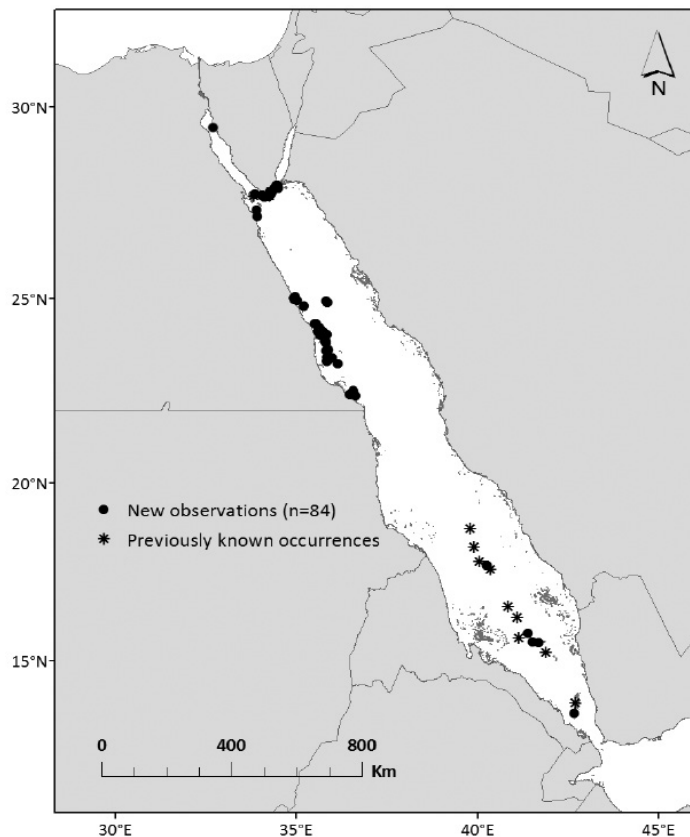 N
30°N
25°N
20°N
15°N
● New observations (n=84)
✳ Previously known occurrences
0 400 800
Km
30°E 35°E 40°E 45°E